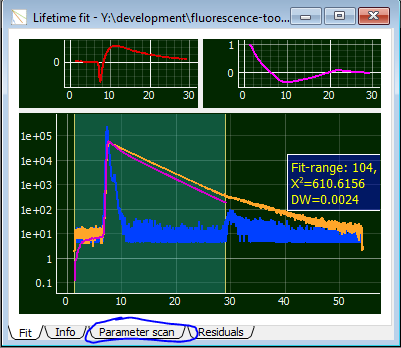 Lifetime fit - Y:\development\fluorescence-too...
0
0 10 20 30
1
0
0 10 20 30
1e+05
1e+04
1e+03
1e+02
1e+01
1
0.1
Fit-range: 104,
X²=610.6156
DW=0.0024
0 10 20 30 40 50
Fit Info Parameter scan Residuals